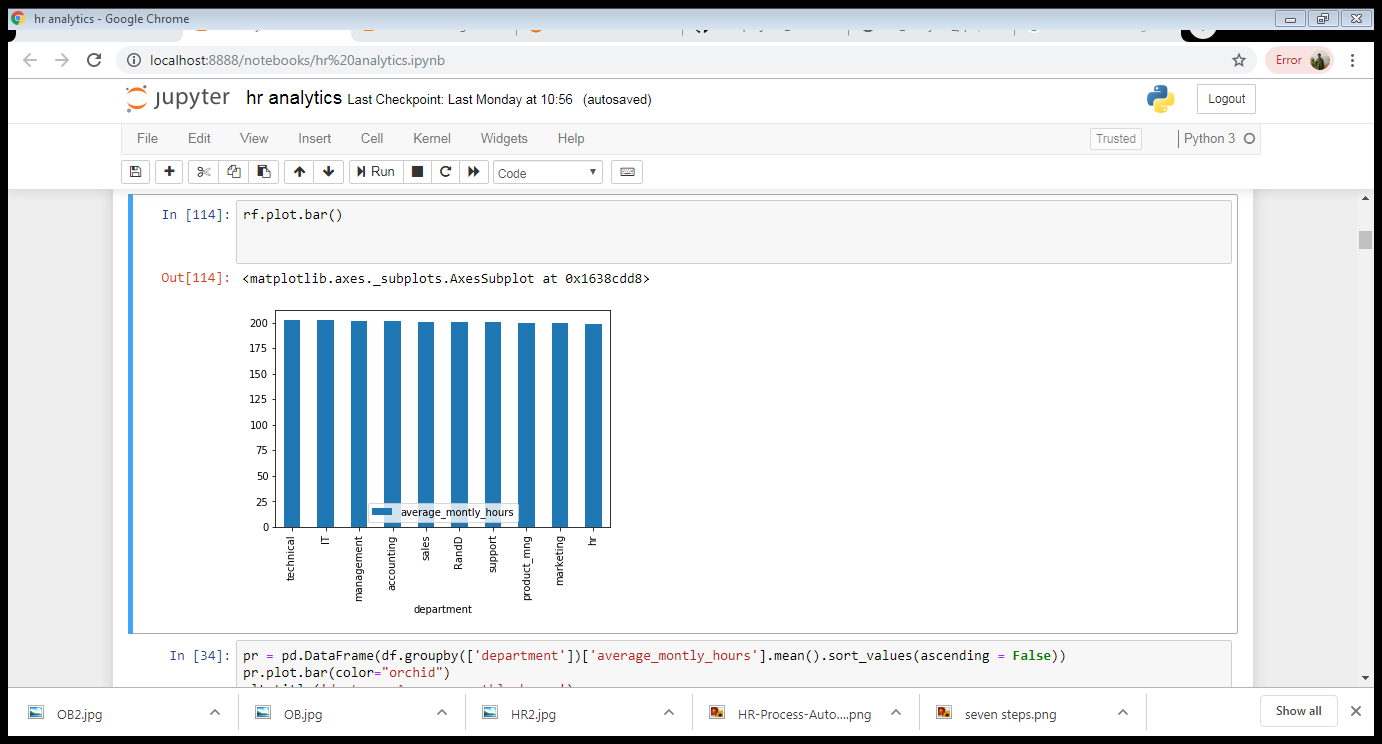 hr analytics - Google Chrome
localhost:8888/notebooks/hr%20analytics.ipynb
Error
jupyter hr analytics Last Checkpoint: Last Monday at 10:56 (autosaved)
Logout
File Edit View Insert Cell Kernel Widgets Help
Trusted
Python 3
Run
Code
In [114]: rf.plot.bar()
Out[114]: <matplotlib.axes._subplots.AxesSubplot at 0x1638cdd8>
200
175
150
125
100
75
50
25
0
average_montly_hours
technical
IT
management
accounting
sales
RandD
support
product_mng
marketing
hr
department
In [34]: pr = pd.DataFrame(df.groupby(['department'])['average_montly_hours'].mean().sort_values(ascending = False))
pr.plot.bar(color="orchid")
OB2.jpg
OB.jpg
HR2.jpg
HR-Process-Auto....png
seven steps.png
Show all